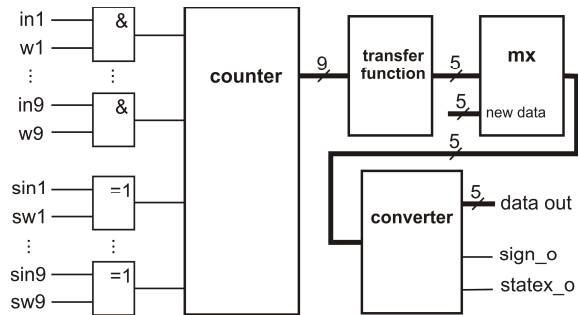 in1
w1
&
⋮ ⋮
in9
w9
&
sin1
sw1
=1
⋮ ⋮
sin9
sw9
=1
counter
9
transfer
function
5
mx
5
new data
5
converter
5
data out
sign_o
statex_o